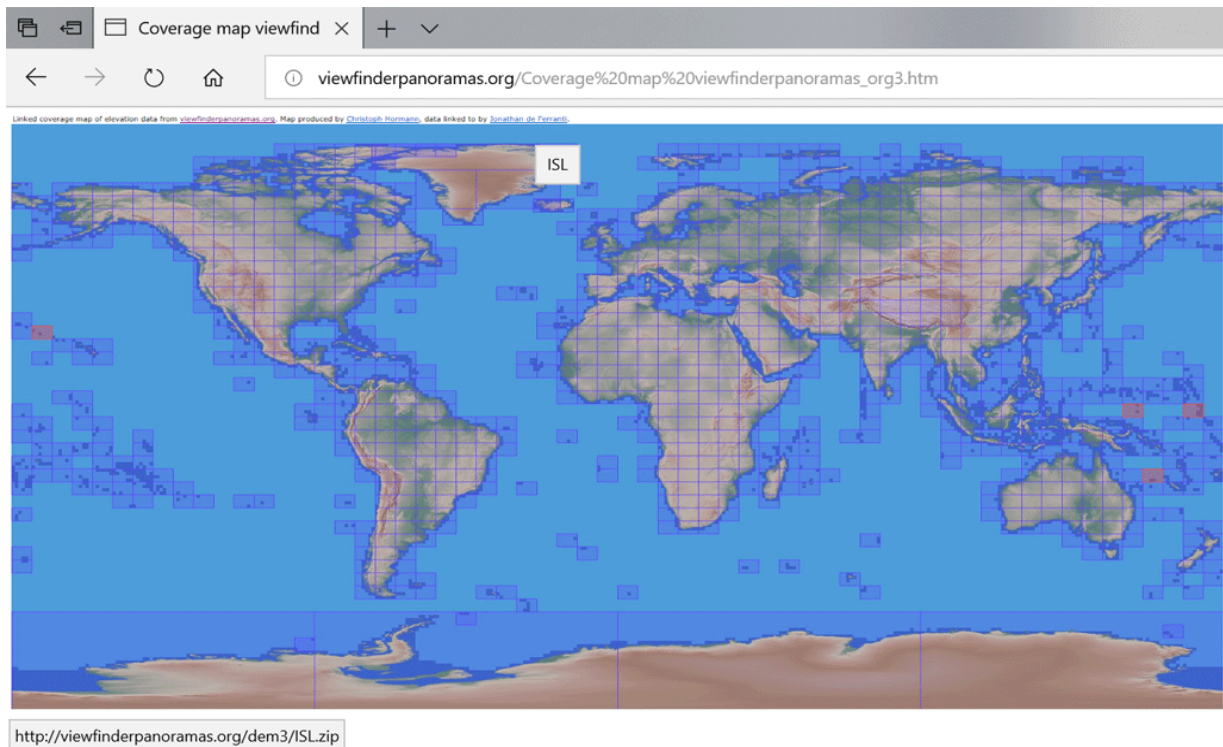 Coverage map viewfind
viewfinderpanoramas.org/Coverage%20map%20viewfinderpanoramas_org3.htm
Linked coverage map of elevation data from viewfinderpanoramas.org. Map produced by Christoph Hormann, data linked to by Jonathan de Ferranti.
ISL
http://viewfinderpanoramas.org/dem3/ISL.zip